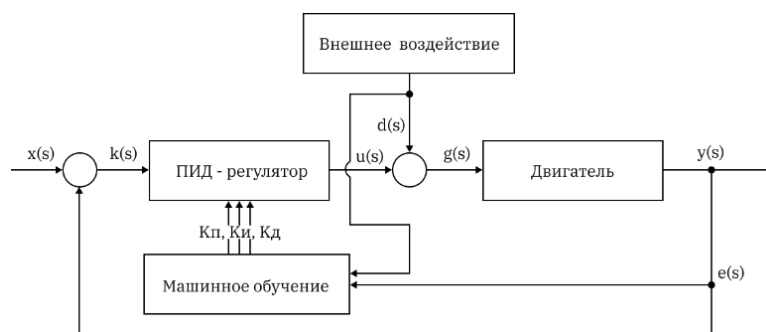 Внешнее воздействие
d(s)
x(s)
k(s)
ПИД - регулятор
u(s)
g(s)
Двигатель
y(s)
Кп, Ки, Кд
Машинное обучение
e(s)